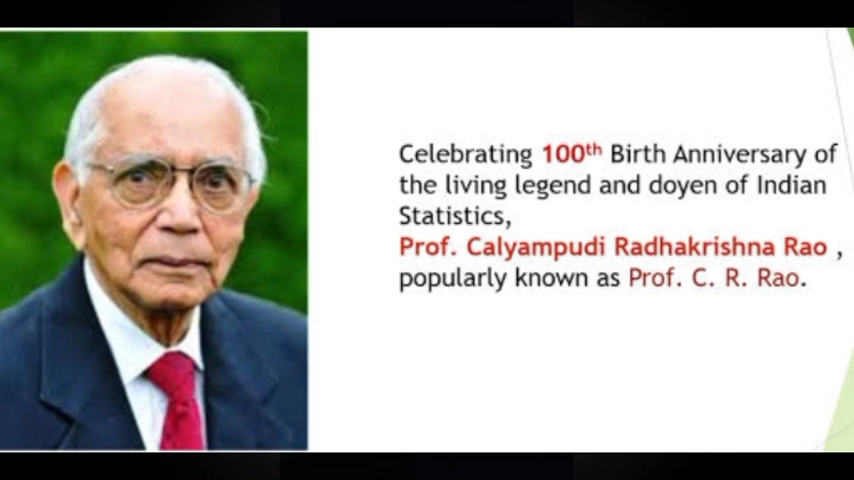 Celebrating 100th Birth Anniversary of
the living legend and doyen of Indian
Statistics,
Prof. Calyampudi Radhakrishna Rao ,
popularly known as Prof. C. R. Rao.